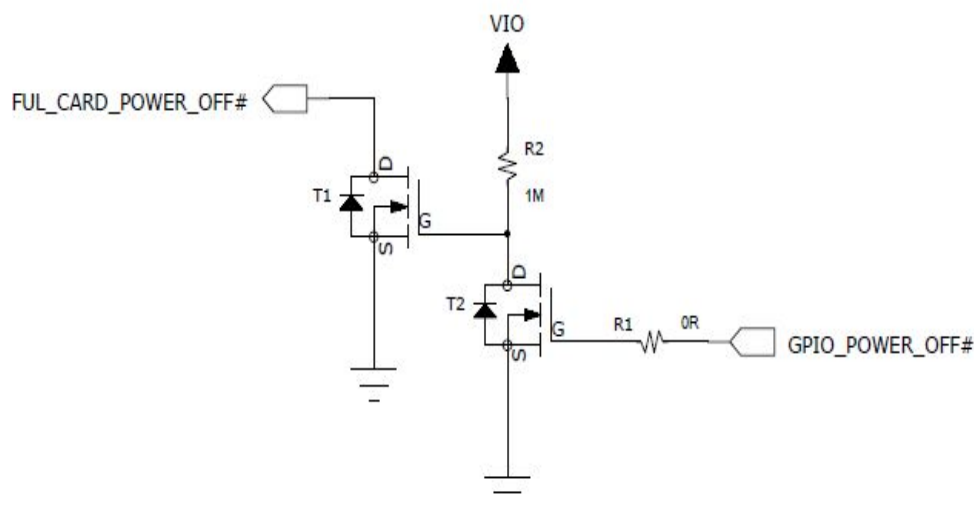 VIO
FUL_CARD_POWER_OFF#
R2
1M
D
T1
G
S
D
T2
G
S
R1
0R
GPIO_POWER_OFF#